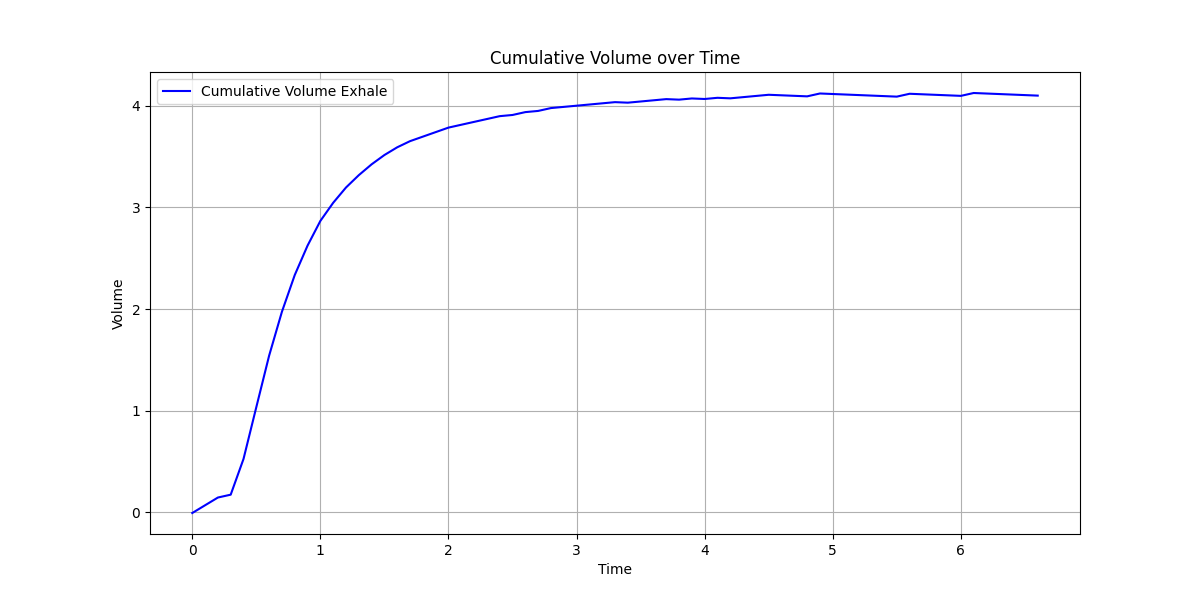 Cumulative Volume over Time
Cumulative Volume Exhale
4
3
2
1
0
Volume
0 1 2 3 4 5 6
Time